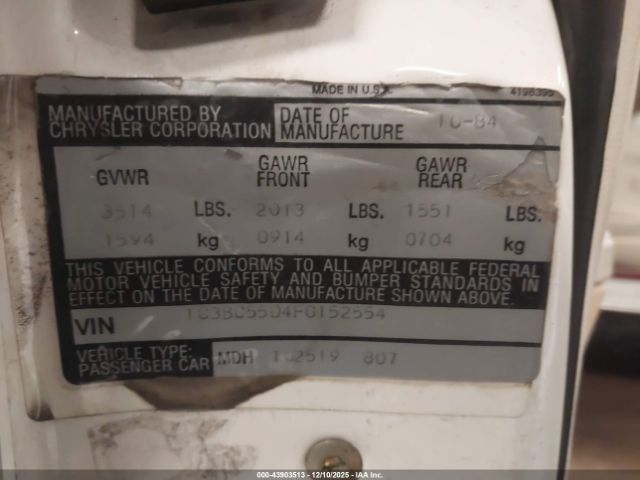 MADE IN U.S.A.
4196395
MANUFACTURED BY
CHRYSLER CORPORATION
DATE OF
MANUFACTURE
10-84
GVWR
GAWR
FRONT
GAWR
REAR
3514 LBS. 2013 LBS. 1551 LBS.
1594 kg 0914 kg 0704 kg
THIS VEHICLE CONFORMS TO ALL APPLICABLE FEDERAL
MOTOR VEHICLE SAFETY AND BUMPER STANDARDS IN
EFFECT ON THE DATE OF MANUFACTURE SHOWN ABOVE.
VIN 1C3BC55D4FG152554
VEHICLE TYPE:
PASSENGER CAR
MDH 102519 807
000-43903513 - 12/10/2025 - IAA Inc.